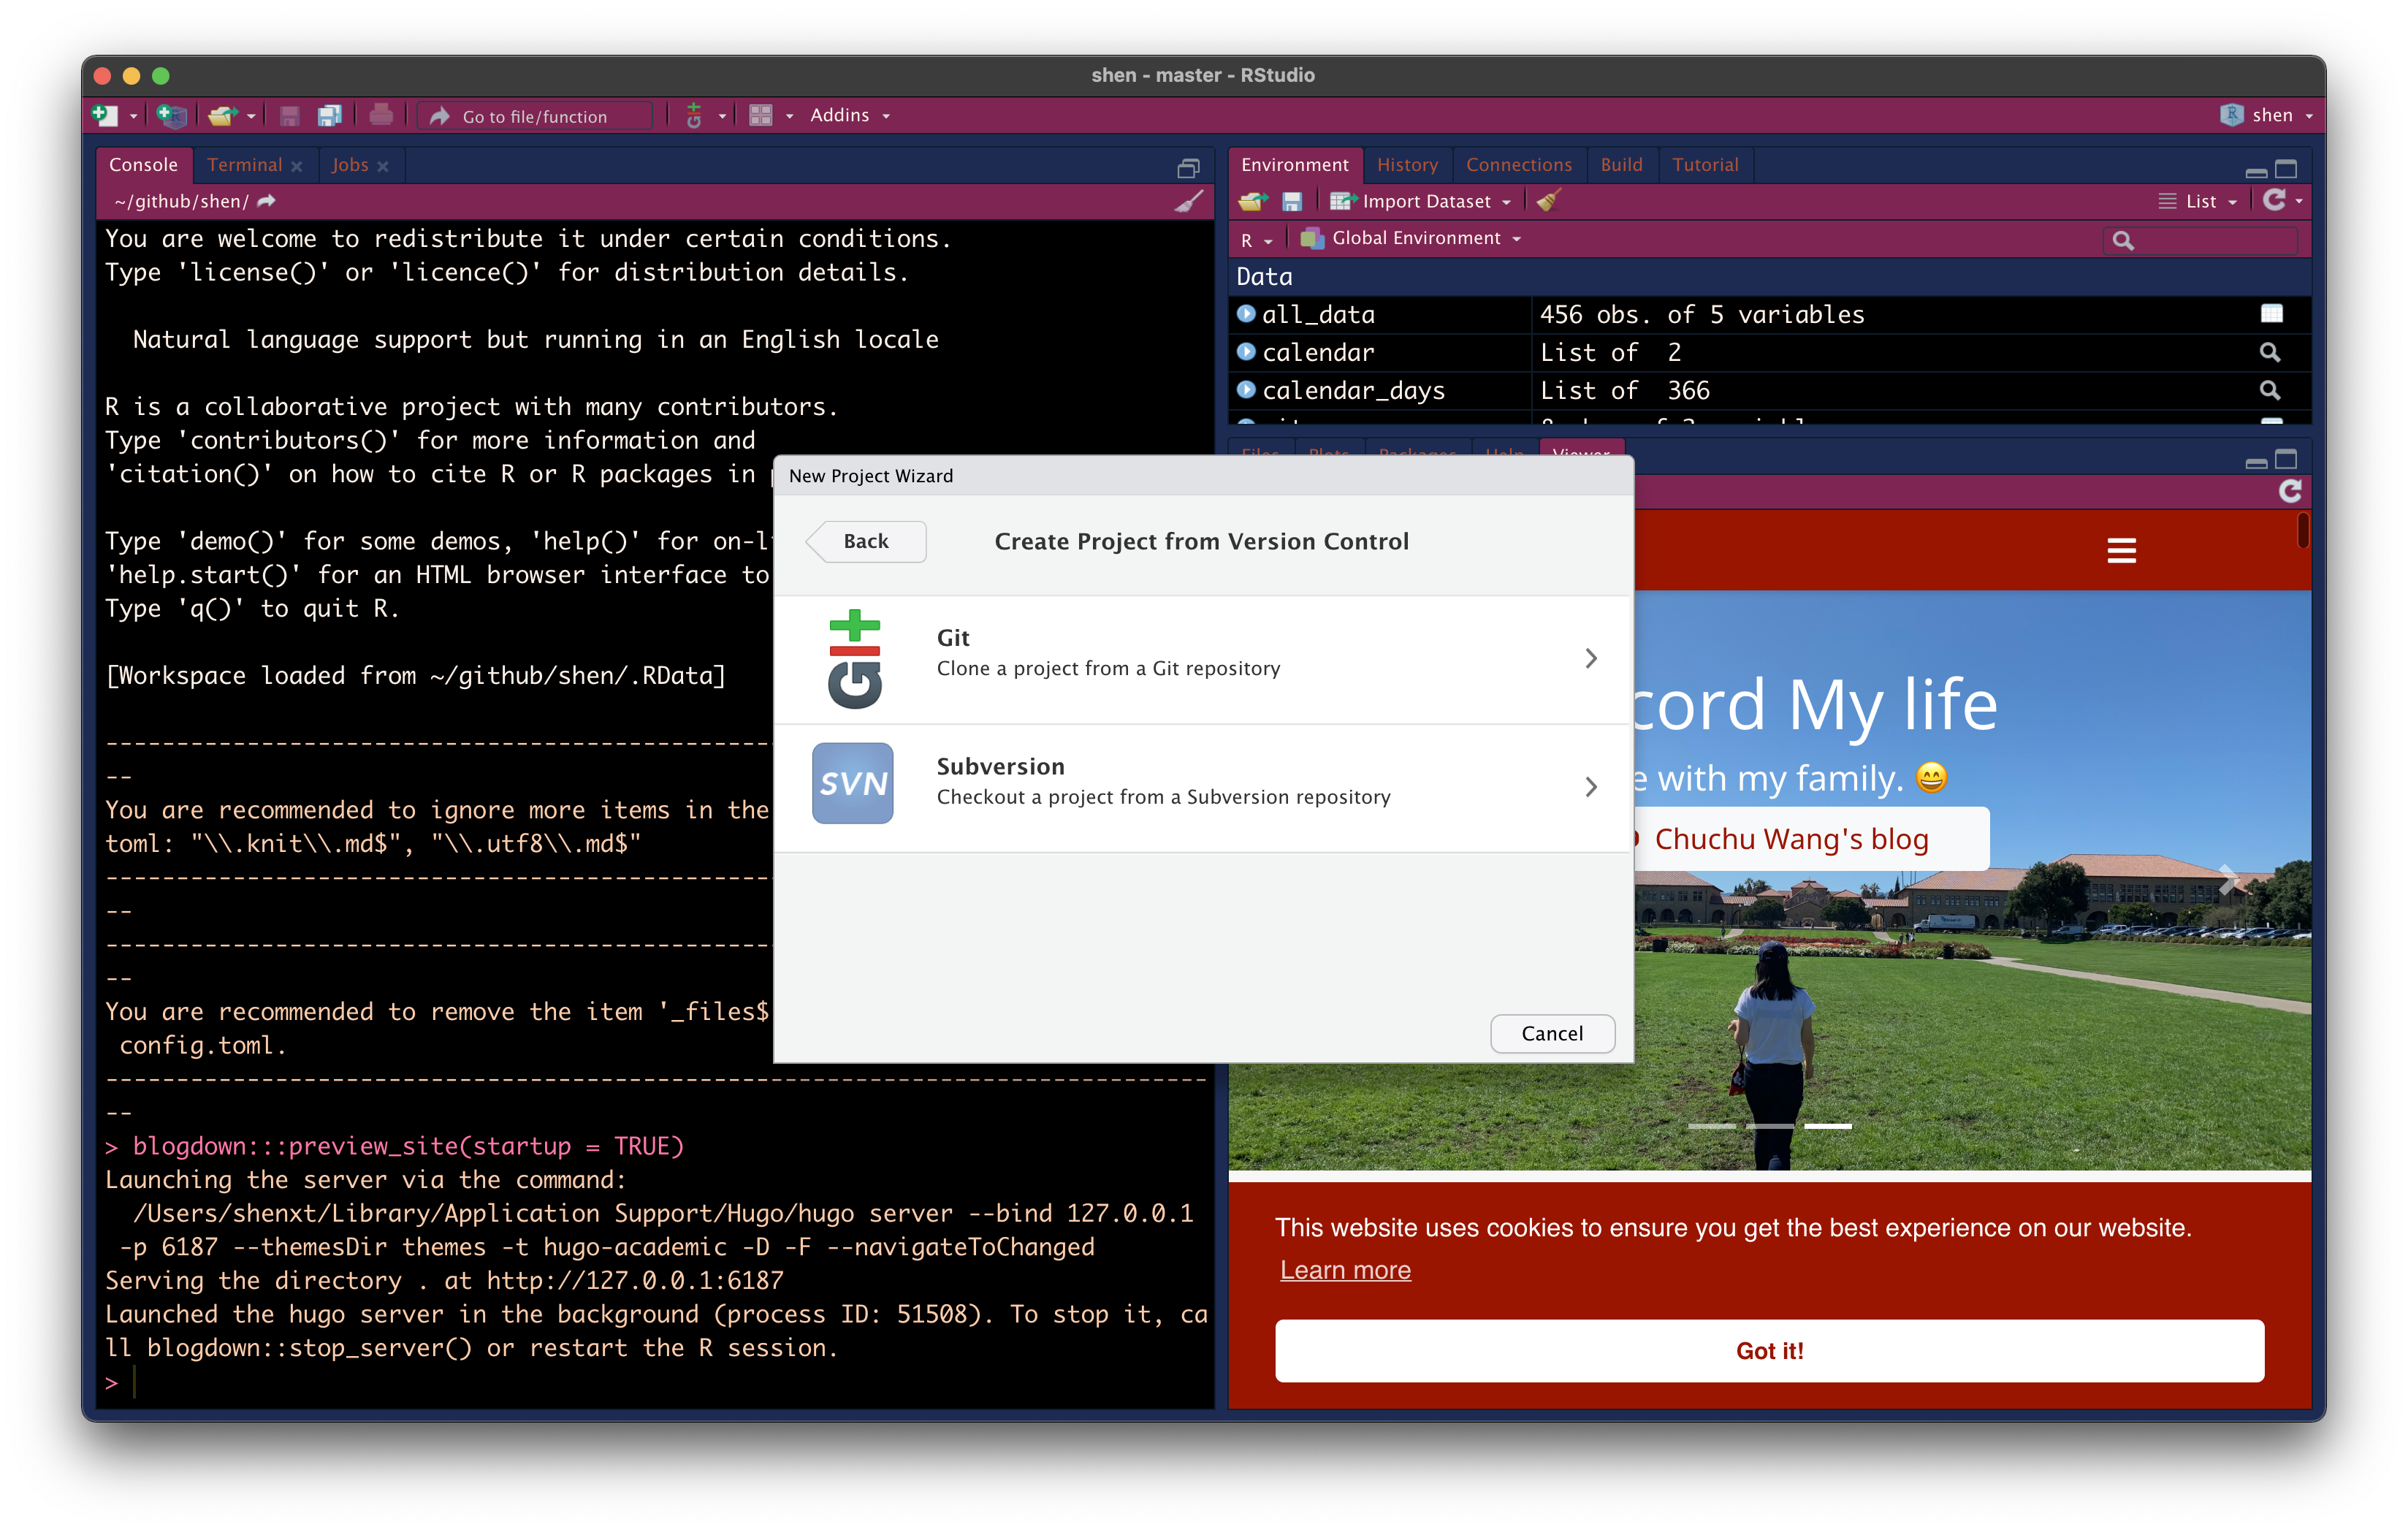 shen - master - RStudio
Go to file/function
Addins
shen
Console
Terminal
Jobs
~/github/shen/
You are welcome to redistribute it under certain conditions.
Type 'license()' or 'licence()' for distribution details.
Natural language support but running in an English locale
R is a collaborative project with many contributors.
Type 'contributors()' for more information and
'citation()' on how to cite R or R packages in
Type 'demo()' for some demos, 'help()' for
'help.start()' for an HTML browser interface to
Type 'q()' to quit R.
[Workspace loaded from ~/github/shen/.RData]
--------------------------------------------------
--
You are recommended to ignore more items in the
toml: "\\.knit\\.md$", "\\.utf8\\.md$"
--------------------------------------------------
--
--------------------------------------------------
--
You are recommended to remove the item '_files$
config.toml.
------------------------------------------------------------------------------
--
> blogdown:::preview_site(startup = TRUE)
Launching the server via the command:
/Users/shenxt/Library/Application Support/Hugo/hugo server --bind 127.0.0.1
-p 6187 --themesDir themes -t hugo-academic -D -F --navigateToChanged
Serving the directory . at http://127.0.0.1:6187
Launched the hugo server in the background (process ID: 51508). To stop it, ca
ll blogdown::stop_server() or restart the R session.
>
Environment
History
Connections
Build
Tutorial
Import Dataset
List
R
Global Environment
Data
all_data 456 obs. of 5 variables
calendar List of 2
calendar_days List of 366
Files
Plots
Packages
Help
Viewer
New Project Wizard
Back
Create Project from Version Control
Git
Git
Clone a project from a Git repository
SVN
Subversion
Checkout a project from a Subversion repository
Cancel
cord My life
e with my family. 😄
Chuchu Wang's blog
This website uses cookies to ensure you get the best experience on our website.
Learn more
Got it!